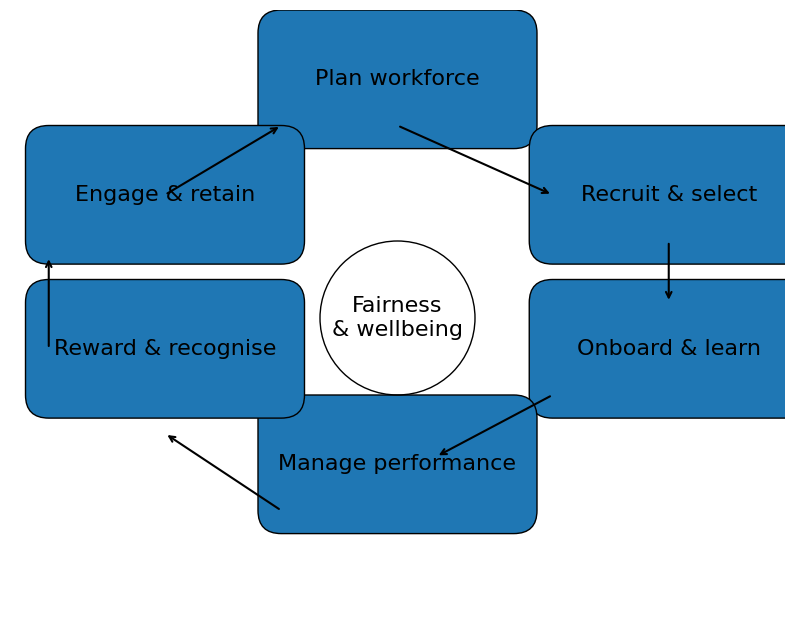 Plan workforce
Engage & retain
Recruit & select
Fairness
& wellbeing
Reward & recognise
Onboard & learn
Manage performance